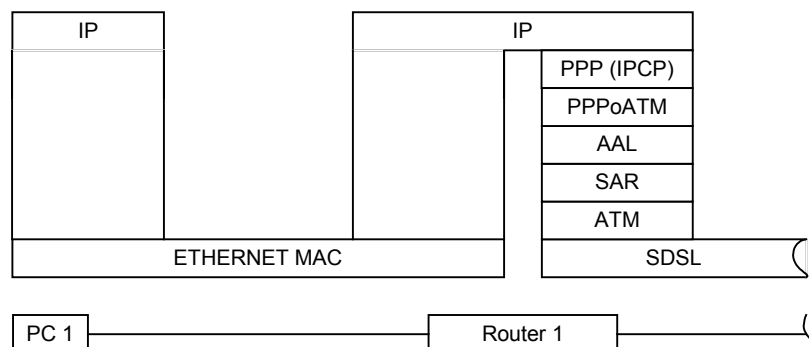 IP
IP
PPP (IPCP)
PPPoATM
AAL
SAR
ATM
ETHERNET MAC
SDSL
PC 1
Router 1